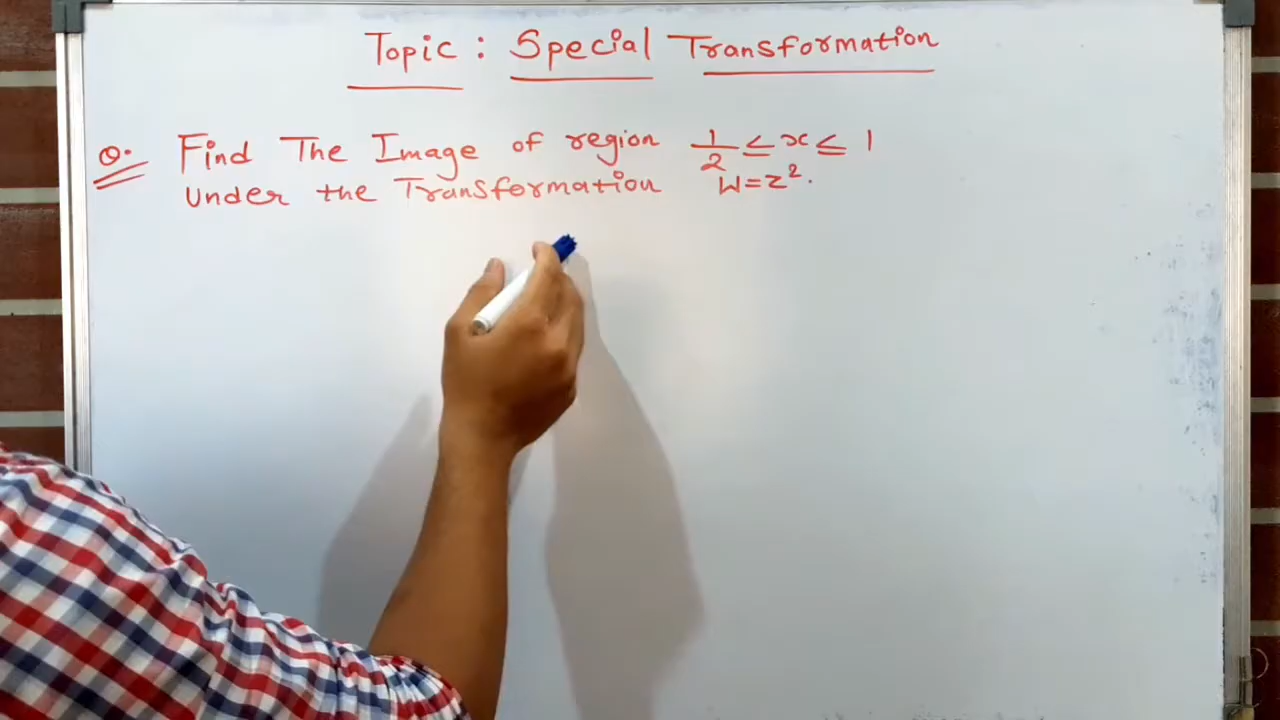 Topic : Special Transformation
Q. Find The Image of region 1/2 ≤ x ≤ 1
under the Transformation W=z².